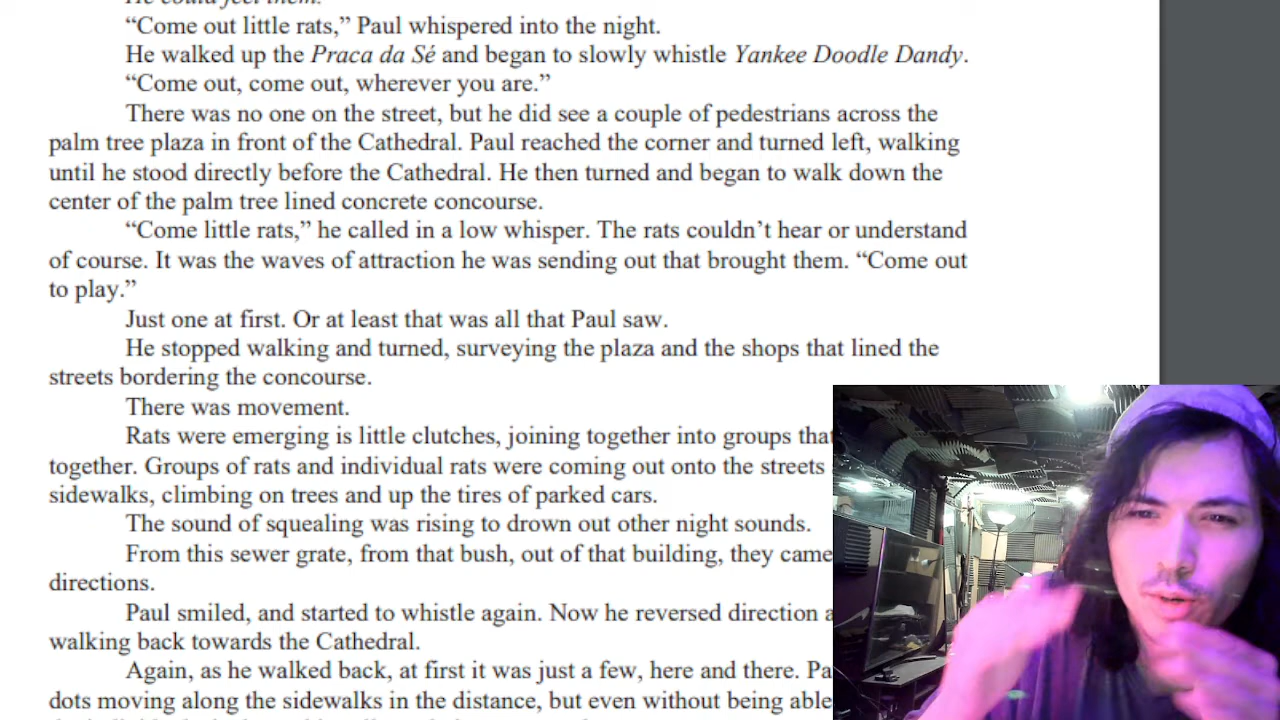 “Come out little rats,” Paul whispered into the night.
He walked up the Praca da Sé and began to slowly whistle Yankee Doodle Dandy.
“Come out, come out, wherever you are.”
There was no one on the street, but he did see a couple of pedestrians across the
palm tree plaza in front of the Cathedral. Paul reached the corner and turned left, walking
until he stood directly before the Cathedral. He then turned and began to walk down the
center of the palm tree lined concrete concourse.
“Come little rats,” he called in a low whisper. The rats couldn’t hear or understand
of course. It was the waves of attraction he was sending out that brought them. “Come out
to play.”
Just one at first. Or at least that was all that Paul saw.
He stopped walking and turned, surveying the plaza and the shops that lined the
streets bordering the concourse.
There was movement.
Rats were emerging is little clutches, joining together into groups that
together. Groups of rats and individual rats were coming out onto the streets
sidewalks, climbing on trees and up the tires of parked cars.
The sound of squealing was rising to drown out other night sounds.
From this sewer grate, from that bush, out of that building, they came
directions.
Paul smiled, and started to whistle again. Now he reversed direction
walking back towards the Cathedral.
Again, as he walked back, at first it was just a few, here and there.
dots moving along the sidewalks in the distance, but even without being able